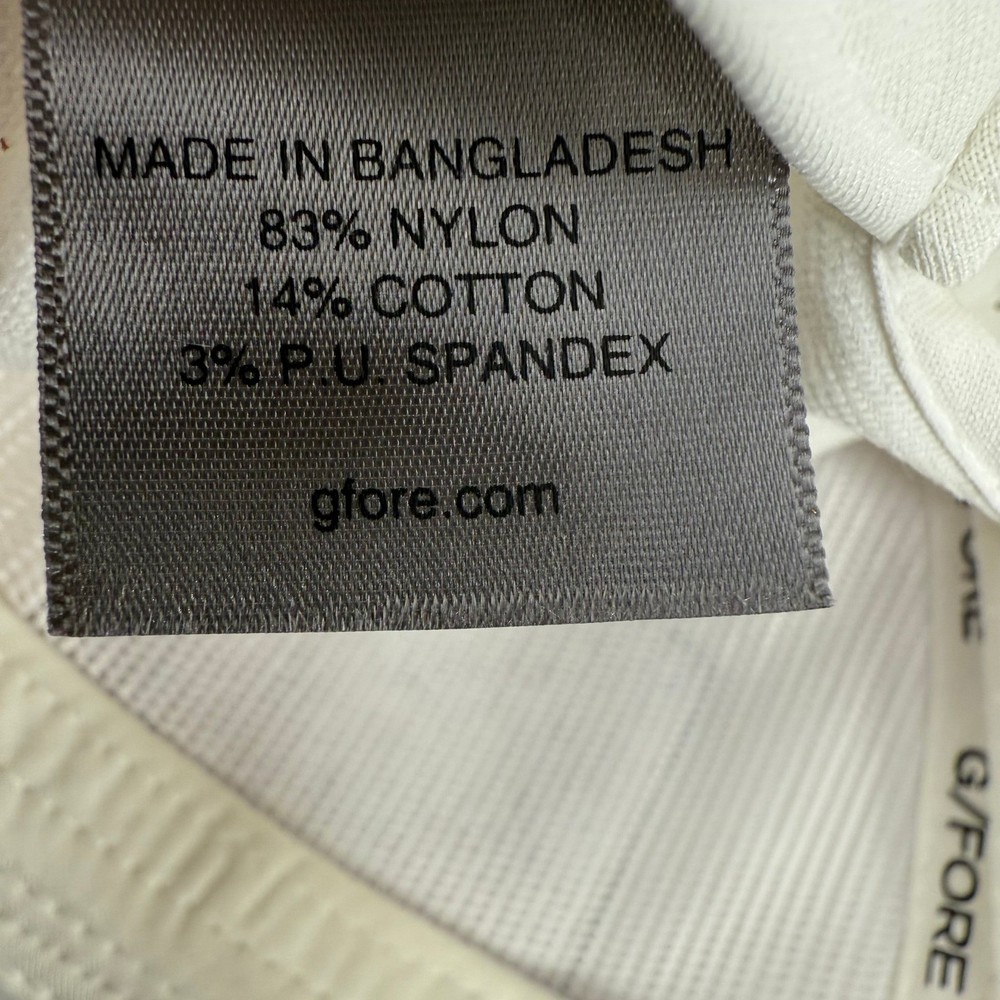 MADE IN BANGLADESH
83% NYLON
14% COTTON
3% P.U. SPANDEX
gfore.com
G/FORE